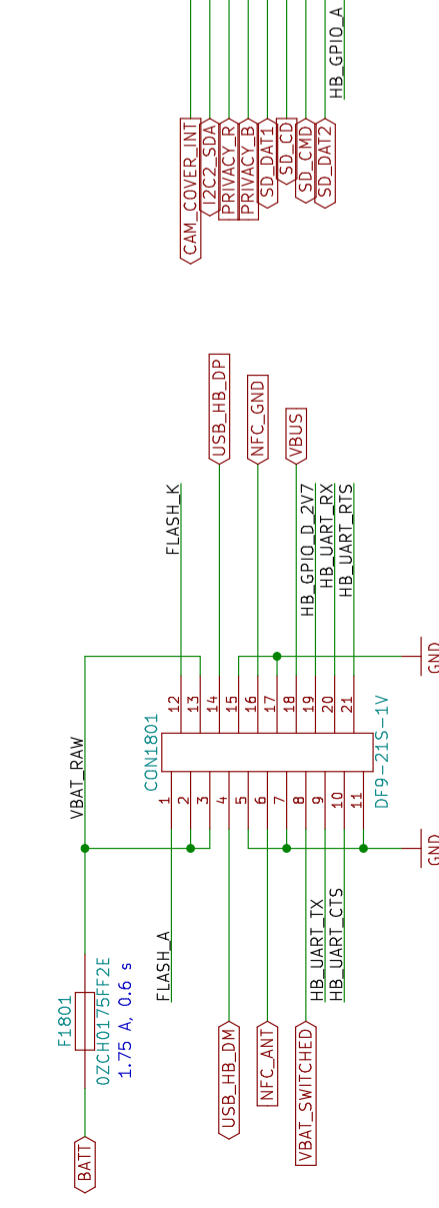 HB_GPIO_A
CAM_COVER_INT
I2C2_SDA
PRIVACY_R
PRIVACY_B
SD_DAT1
SD_CD
SD_CMD
SD_DAT2
USB_HB_DP
NFC_GND
VBUS
FLASH_K
HB_GPIO_D_2V7
HB_UART_RX
HB_UART_RTS
GND
12
13
14
15
16
17
18
19
20
21
VBAT_RAW
CON1801
DF9-21S-1V
1
2
3
4
5
6
7
8
9
10
11
GND
FLASH_A
HB_UART_TX
HB_UART_CTS
F1801
0ZCH0175FF2E
1.75 A, 0.6 s
USB_HB_DM
NFC_ANT
VBAT_SWITCHED
BATT